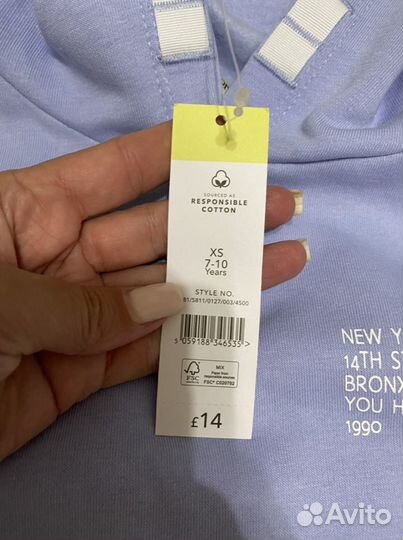 SOURCED AS
RESPONSIBLE
COTTON
XS
7-10
Years
STYLE NO.
81/5811/0127/003/4500
5 059188 346535 >
FSC
MIX
Paper from
responsible sources
FSC® C020792
£14
NEW Y
14TH S
BRONX
YOU H
1990
Avito